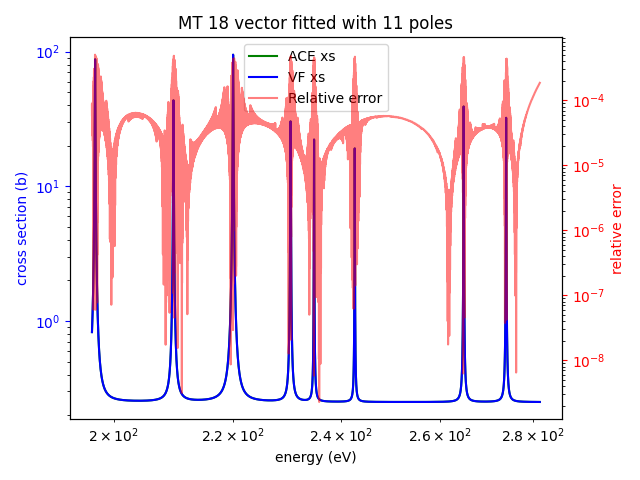 MT 18 vector fitted with 11 poles
ACE xs
VF xs
Relative error
cross section (b)
10²
10¹
10⁰
relative error
10⁻⁴
10⁻⁵
10⁻⁶
10⁻⁷
10⁻⁸
2 × 10² 2.2 × 10² 2.4 × 10² 2.6 × 10² 2.8 × 10²
energy (eV)